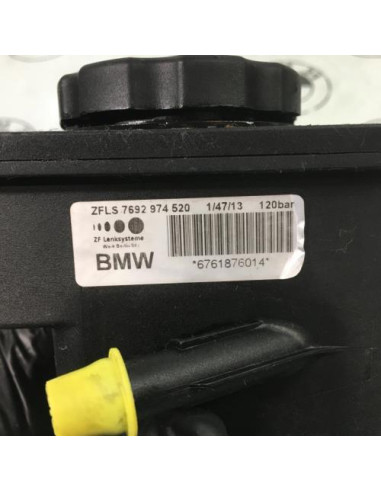 ZFLS 7692 974 520 1/47/13 120bar
ZF Lenksysteme
BMW *6761876014*